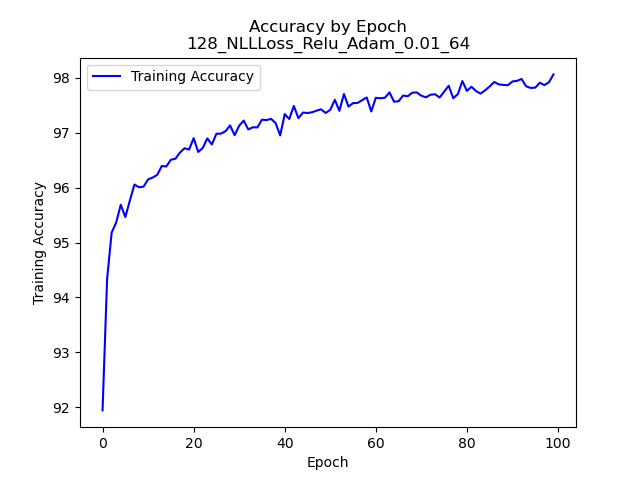 Accuracy by Epoch
128_NLLLoss_Relu_Adam_0.01_64
Training Accuracy
98
97
96
95
94
93
92
Training Accuracy
0 20 40 60 80 100
Epoch